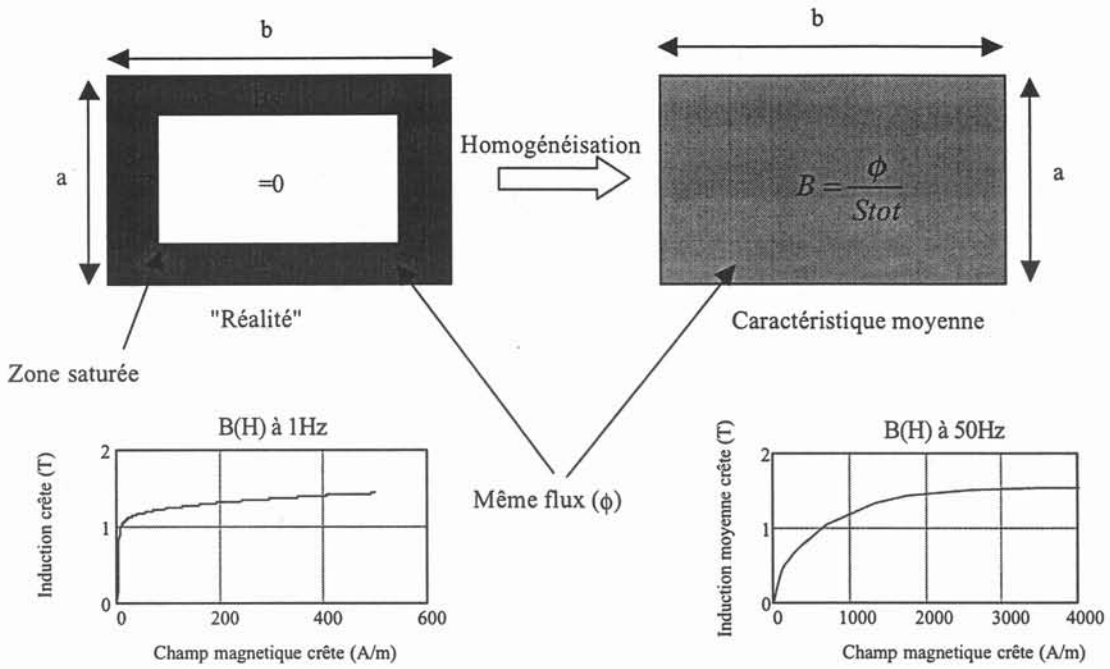 b
b
a
=0
Homogénéisation
B = ϕ / Stot
a
"Réalité"
Caractéristique moyenne
Zone saturée
Même flux (ϕ)
B(H) à 1Hz
Induction crête (T)
2
1
0
0 200 400 600
Champ magnetique crête (A/m)
B(H) à 50Hz
Induction moyenne crête (T)
2
1
0
0 1000 2000 3000 4000
Champ magnetique crête (A/m)